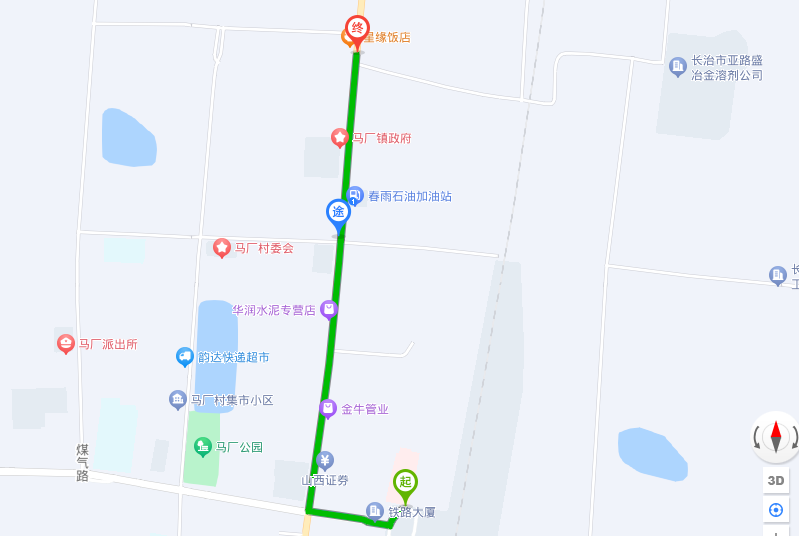 终
星缘饭店
长治市亚路盛
冶金溶剂公司
马厂镇政府
春雨石油加油站
1
途
马厂村委会
长
工
华润水泥专营店
马厂派出所
韵达快递超市
马厂村集市小区
金牛管业
煤气路
马厂公园
山西证券
起
铁路大厦
3D